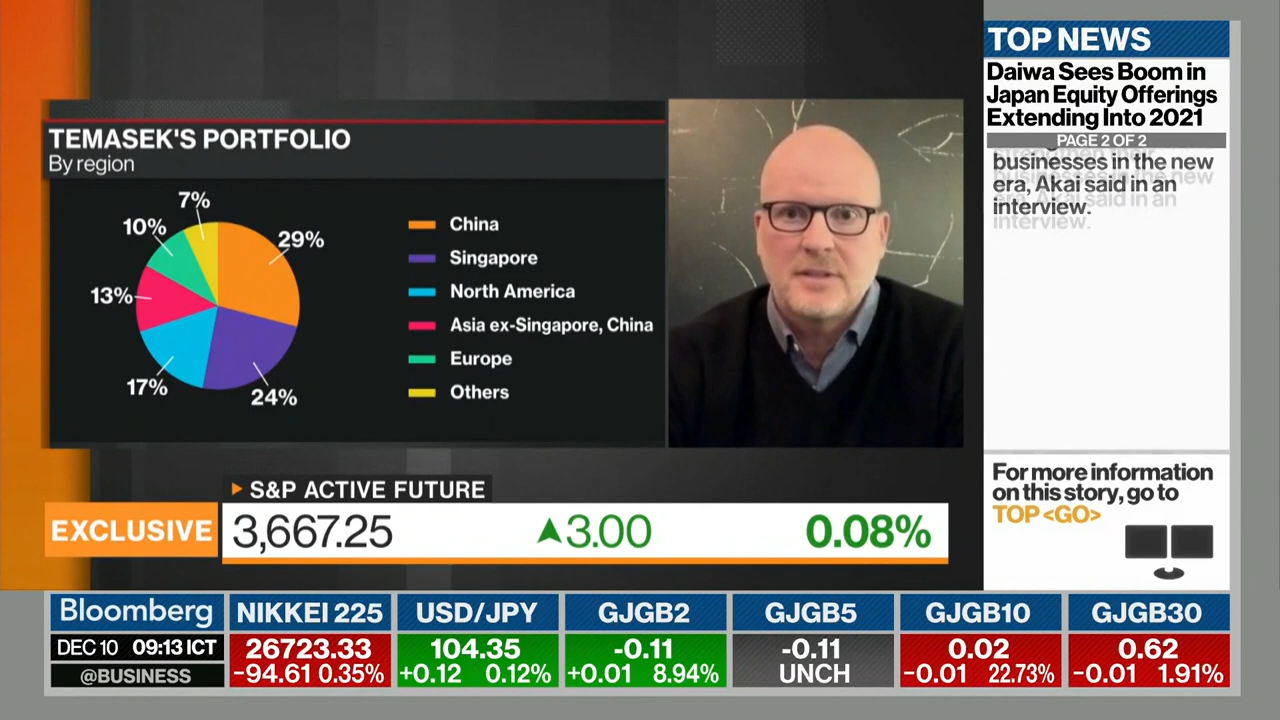 TEMASEK'S PORTFOLIO
By region
7%
10%
29%
13%
17%
24%
China
Singapore
North America
Asia ex-Singapore, China
Europe
Others
S&P ACTIVE FUTURE
EXCLUSIVE
3,667.25 ▲3.00 0.08%
TOP NEWS
Daiwa Sees Boom in
Japan Equity Offerings
Extending Into 2021
PAGE 2 OF 2
businesses in the new
era, Akai said in an
interview.
For more information
on this story, go to
TOP <GO>
Bloomberg
DEC 10 09:13 ICT
@BUSINESS
NIKKEI 225
26723.33
-94.61 0.35%
USD/JPY
104.35
+0.12 0.12%
GJGB2
-0.11
+0.01 8.94%
GJGB5
-0.11
UNCH
GJGB10
0.02
-0.01 22.73%
GJGB30
0.62
-0.01 1.91%